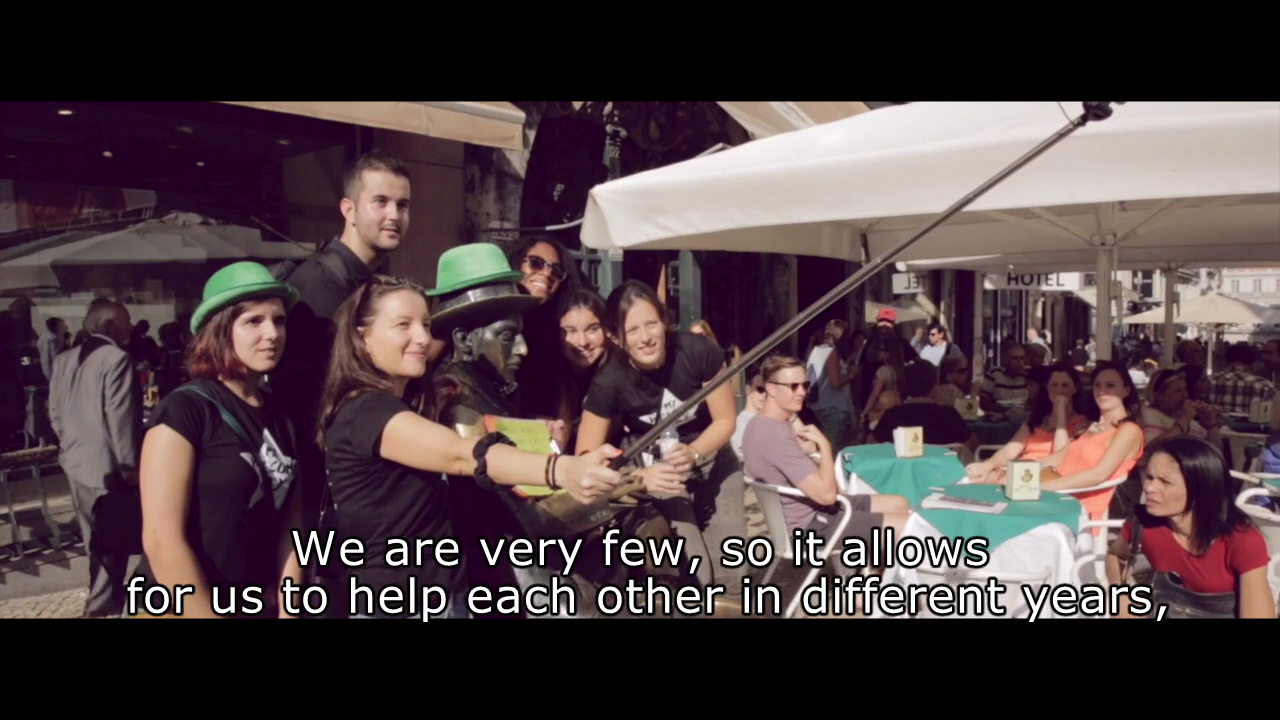 HOTEL
We are very few, so it allows
for us to help each other in different years,